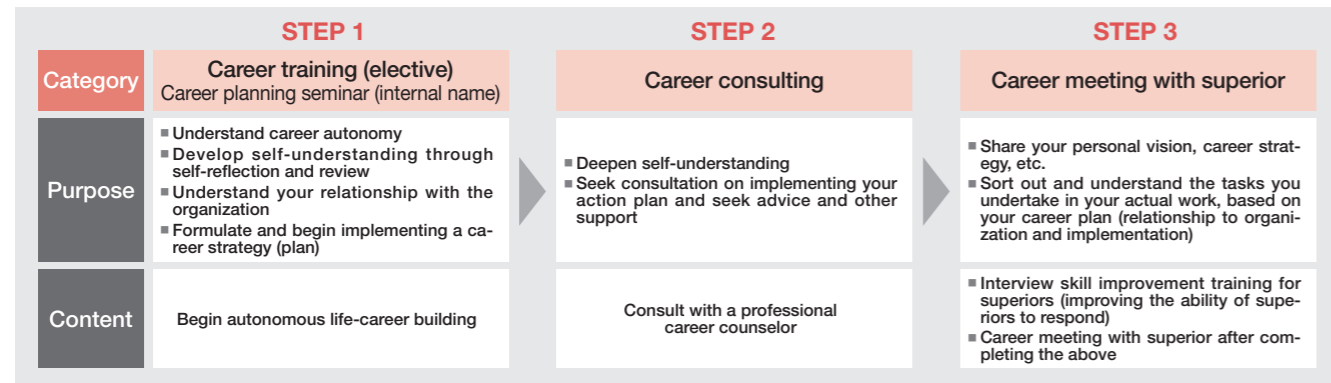 STEP 1
STEP 2
STEP 3
Category
Career training (elective)
Career planning seminar (internal name)
Career consulting
Career meeting with superior
Purpose
■ Understand career autonomy
■ Develop self-understanding through
self-reflection and review
■ Understand your relationship with the
organization
■ Formulate and begin implementing a ca-
reer strategy (plan)
■ Deepen self-understanding
■ Seek consultation on implementing your
action plan and seek advice and other
support
■ Share your personal vision, career strat-
egy, etc.
■ Sort out and understand the tasks you
undertake in your actual work, based on
your career plan (relationship to organi-
zation and implementation)
Content
Begin autonomous life-career building
Consult with a professional
career counselor
■ Interview skill improvement training for
superiors (improving the ability of supe-
riors to respond)
■ Career meeting with superior after com-
pleting the above